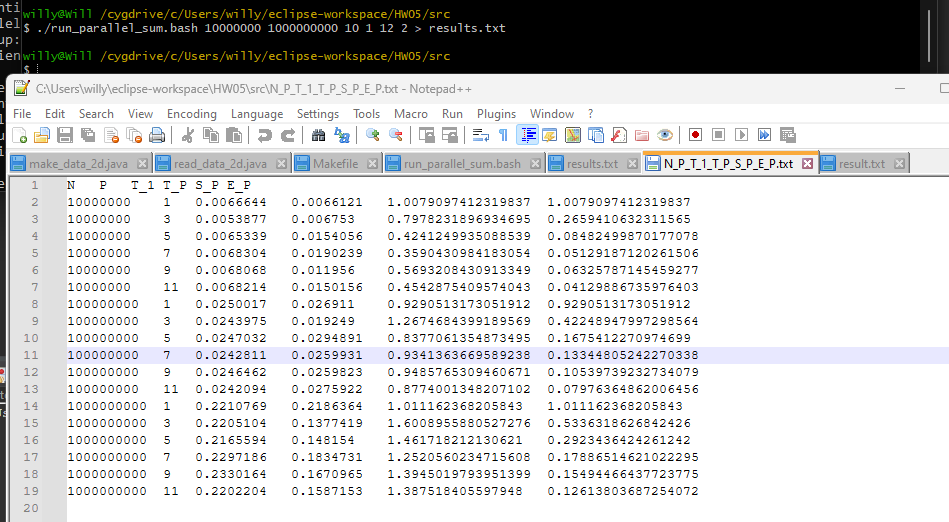 willy@Will /cygdrive/c/Users/willy/eclipse-workspace/HW05/src
$ ./run_parallel_sum.bash 10000000 1000000000 10 1 12 2 > results.txt
willy@Will /cygdrive/c/Users/willy/eclipse-workspace/HW05/src
$
C:\Users\willy\eclipse-workspace\HW05\src\N_P_T_1_T_P_S_P_E_P.txt - Notepad++
File Edit Search View Encoding Language Settings Tools Macro Run Plugins Window ?
make_data_2d.java read_data_2d.java Makefile run_parallel_sum.bash results.txt N_P_T_1_T_P_S_P_E_P.txt result.txt
1 N P T_1 T_P S_P E_P
2 10000000 1 0.0066644 0.0066121 1.0079097412319837 1.0079097412319837
3 10000000 3 0.0053877 0.006753 0.7978231896934695 0.2659410632311565
4 10000000 5 0.0065339 0.0154056 0.4241249935088539 0.08482499870177078
5 10000000 7 0.0068304 0.0190239 0.3590430984183054 0.05129187120261506
6 10000000 9 0.0068068 0.011956 0.5693208430913349 0.06325787145459277
7 10000000 11 0.0068214 0.0150156 0.4542875409574043 0.04129886735976403
8 100000000 1 0.0250017 0.026911 0.9290513173051912 0.9290513173051912
9 100000000 3 0.0243975 0.019249 1.2674684399189569 0.42248947997298564
10 100000000 5 0.0247032 0.0294891 0.8377061354873495 0.1675412270974699
11 100000000 7 0.0242811 0.0259931 0.9341363669589238 0.13344805242270338
12 100000000 9 0.0246462 0.0259823 0.9485765309460671 0.10539739232734079
13 100000000 11 0.0242094 0.0275922 0.8774001348207102 0.07976364862006456
14 1000000000 1 0.2210769 0.2186364 1.011162368205843 1.011162368205843
15 1000000000 3 0.2205104 0.1377419 1.6008955880527276 0.5336318626842426
16 1000000000 5 0.2165594 0.148154 1.461718212130621 0.2923436424261242
17 1000000000 7 0.2297186 0.1834731 1.2520560234715608 0.17886514621022295
18 1000000000 9 0.2330164 0.1670965 1.3945019793951399 0.15494466437723775
19 1000000000 11 0.2202204 0.1587153 1.387518405597948 0.12613803687254072
20